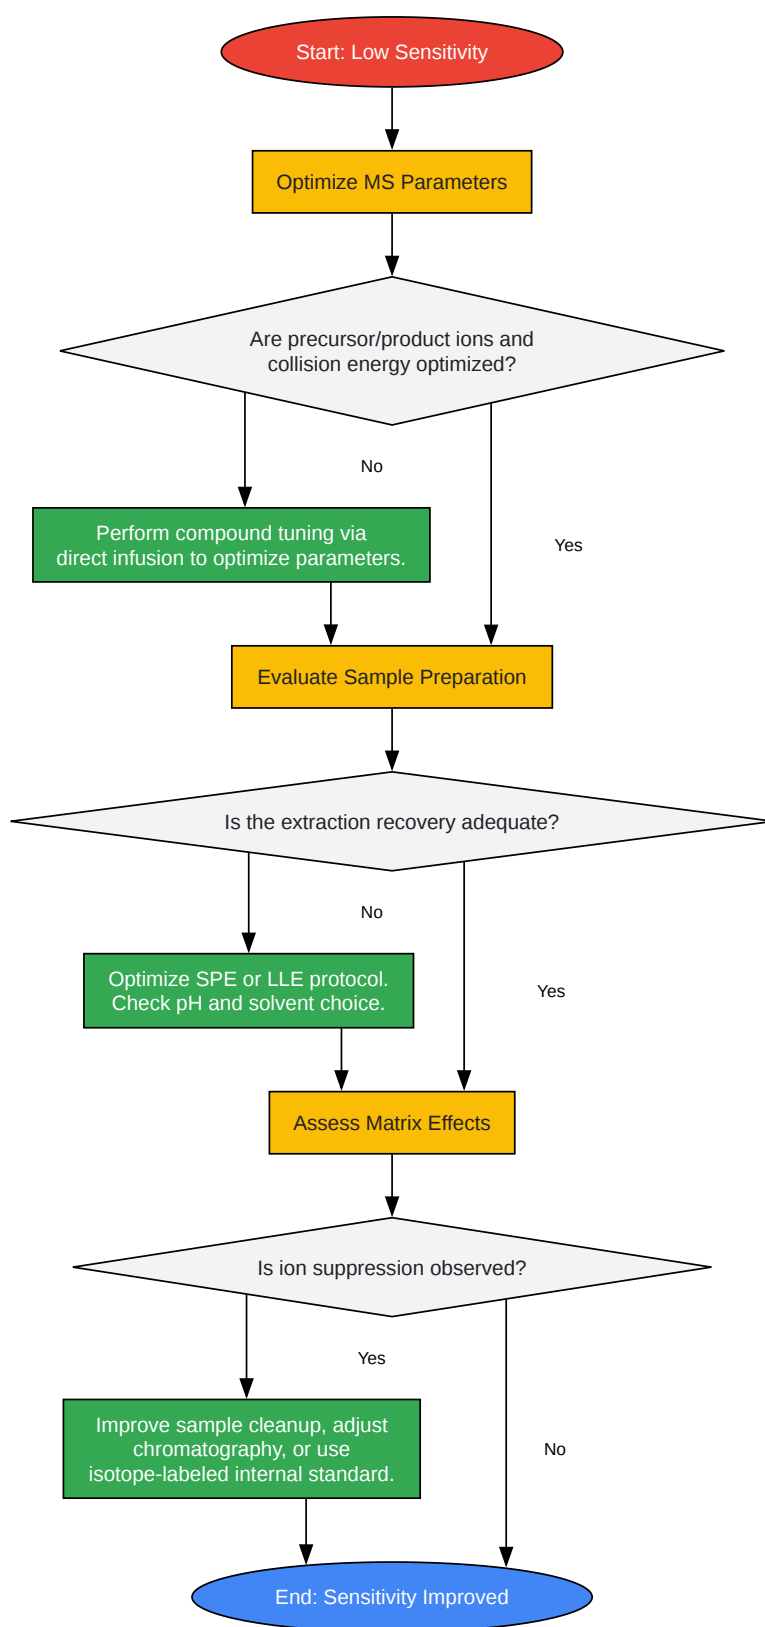 Start: Low Sensitivity
Optimize MS Parameters
Are precursor/product ions and
collision energy optimized?
No
Perform compound tuning via
direct infusion to optimize parameters.
Yes
Evaluate Sample Preparation
Is the extraction recovery adequate?
No
Optimize SPE or LLE protocol.
Check pH and solvent choice.
Yes
Assess Matrix Effects
Is ion suppression observed?
Yes
Improve sample cleanup, adjust
chromatography, or use
isotope-labeled internal standard.
No
End: Sensitivity Improved